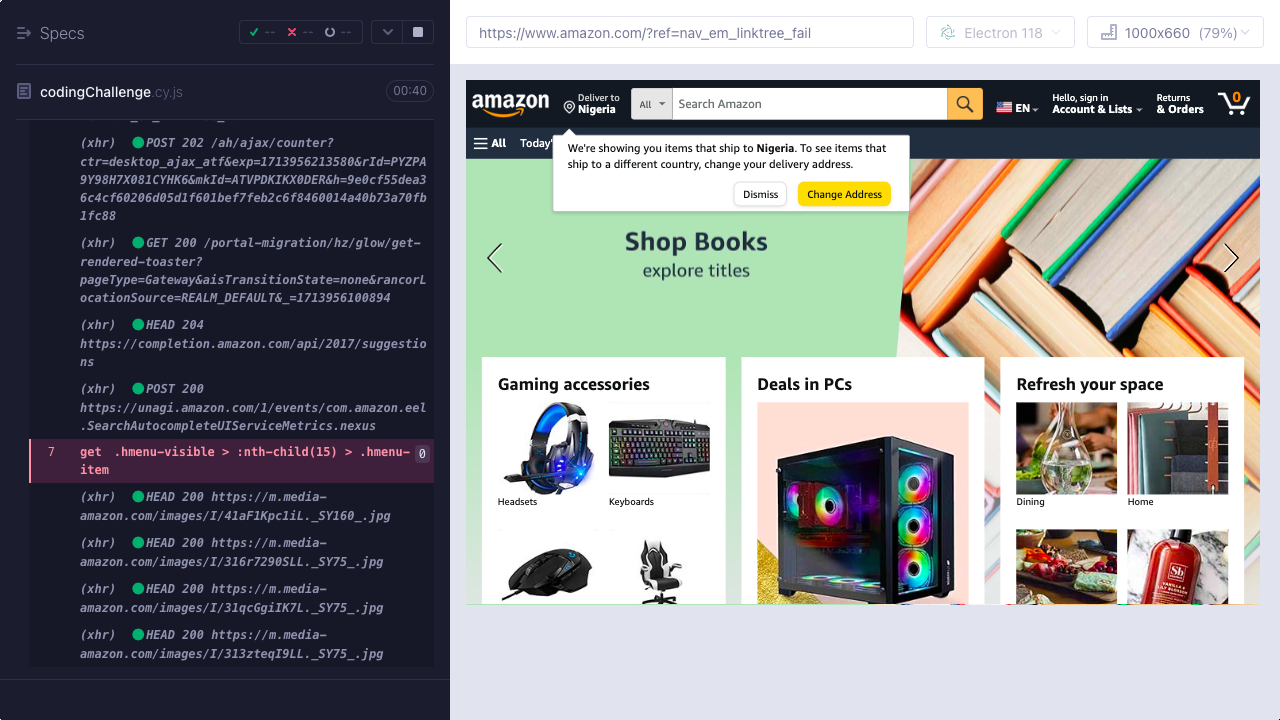 Specs
--
--
--
codingChallenge.cy.js
00:40
(xhr) POST 202 /ah/ajax/counter?
ctr=desktop_ajax_atf&exp=1713956213580&rId=PYZPA
9Y98H7X081CYHK6&mkId=ATVPDKIKX0DER&h=9e0cf55dea3
6c4cf60206d05d1f601bef7feb2c6f8460014a40b73a70fb
1fc88
(xhr) GET 200 /portal-migration/hz/glow/get-
rendered-toaster?
pageType=Gateway&aisTransitionState=none&rancorL
ocationSource=REALM_DEFAULT&_=1713956100894
(xhr) HEAD 204
https://completion.amazon.com/api/2017/suggestio
ns
(xhr) POST 200
https://unagi.amazon.com/1/events/com.amazon.eel
.SearchAutocompleteUIServiceMetrics.nexus
7 get .hmenu-visible > :nth-child(15) > .hmenu-
item
0
(xhr) HEAD 200 https://m.media-
amazon.com/images/I/41aF1Kpc1iL._SY160_.jpg
(xhr) HEAD 200 https://m.media-
amazon.com/images/I/316r7290SLL._SY75_.jpg
(xhr) HEAD 200 https://m.media-
amazon.com/images/I/31qcGgiIK7L._SY75_.jpg
(xhr) HEAD 200 https://m.media-
amazon.com/images/I/313zteqI9LL._SY75_.jpg
https://www.amazon.com/?ref=nav_em_linktree_fail
Electron 118
1000x660 (79%)
amazon
Deliver to
Nigeria
All
Search Amazon
EN
Hello, sign in
Account & Lists
Returns
& Orders
0
All
Today'
We're showing you items that ship to Nigeria. To see items that
ship to a different country, change your delivery address.
Dismiss
Change Address
Shop Books
explore titles
Gaming accessories
Headsets
Keyboards
Deals in PCs
Refresh your space
Dining
Home